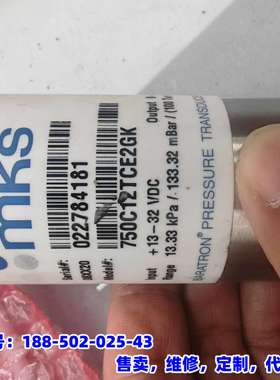 mks
Serial#: 022784181
Model#: 750C12TCE2GK
Input +13-32 VDC
Range 13.33 kPa / 133.32 mBar / (100
Output
BARATRON® PRESSURE
号：188-502-025-43
售卖，维修，定制，代